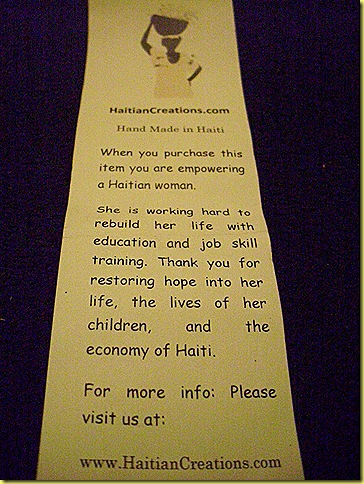 HaitianCreations.com
Hand Made in Haiti
When you purchase this
item you are empowering
a Haitian woman.
She is working hard to
rebuild her life with
education and job skill
training. Thank you for
restoring hope into her
life, the lives of her
children, and the
economy of Haiti.
For more info: Please
visit us at:
www.HaitianCreations.com